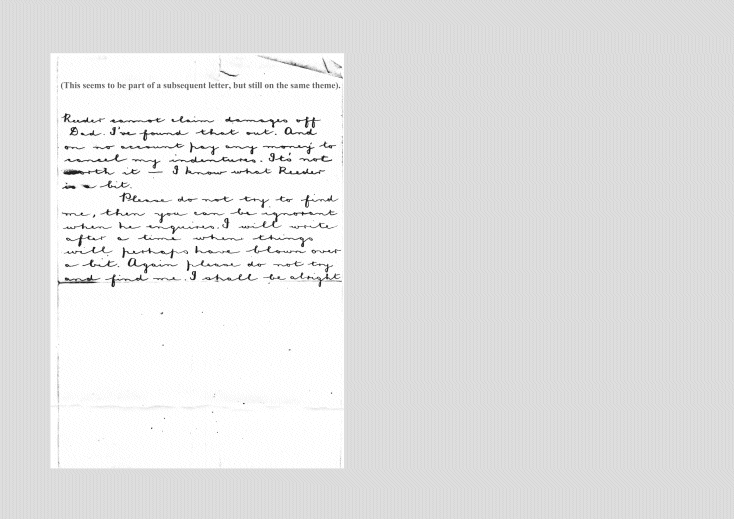 (This seems to be part of a subsequent letter, but still on the same theme).
Reeder cannot claim damages off
Dad. I've found that out. And
on no account pay any money to
cancel my indentures. It's not
worth it — I know what Reeder
is a bit.
Please do not try to find
me, then you can be ignorant
when he enquires. I will write
after a time when things
will perhaps have blown over
a bit. Again please do not try
and find me. I shall be alright